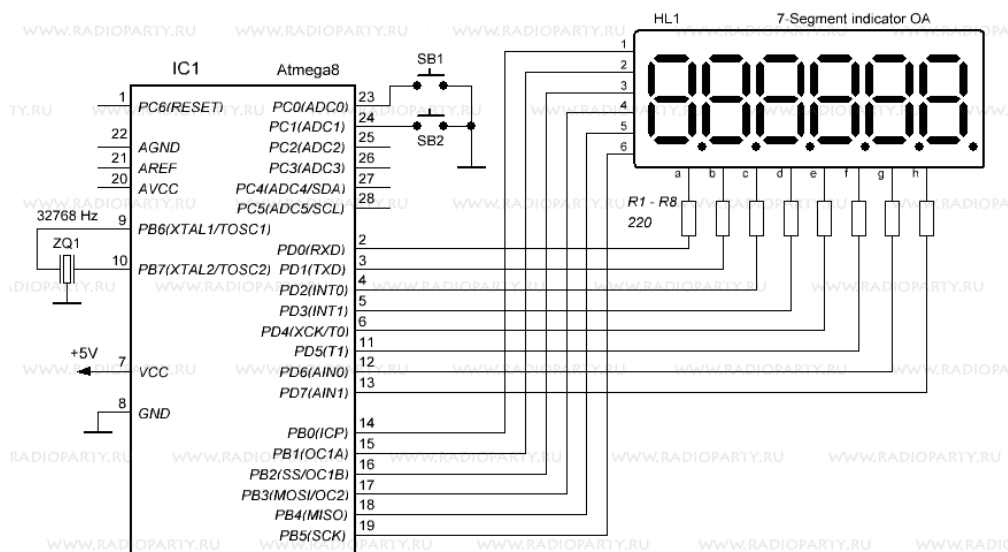 HL1
7-Segment indicator OA
IC1
Atmega8
SB1
SB2
1
2
3
4
5
6
a b c d e f g h
R1 - R8
220
1 PC6(RESET)
22 AGND
21 AREF
20 AVCC
32768 Hz
ZQ1
9 PB6(XTAL1/TOSC1)
10 PB7(XTAL2/TOSC2)
+5V
7 VCC
8 GND
PC0(ADC0) 23
PC1(ADC1) 24
PC2(ADC2) 25
PC3(ADC3) 26
PC4(ADC4/SDA) 27
PC5(ADC5/SCL) 28
PD0(RXD) 2
PD1(TXD) 3
PD2(INT0) 4
PD3(INT1) 5
PD4(XCK/T0) 6
PD5(T1) 11
PD6(AIN0) 12
PD7(AIN1) 13
PB0(ICP) 14
PB1(OC1A) 15
PB2(SS/OC1B) 16
PB3(MOSI/OC2) 17
PB4(MISO) 18
PB5(SCK) 19
WWW.RADIOPARTY.RU